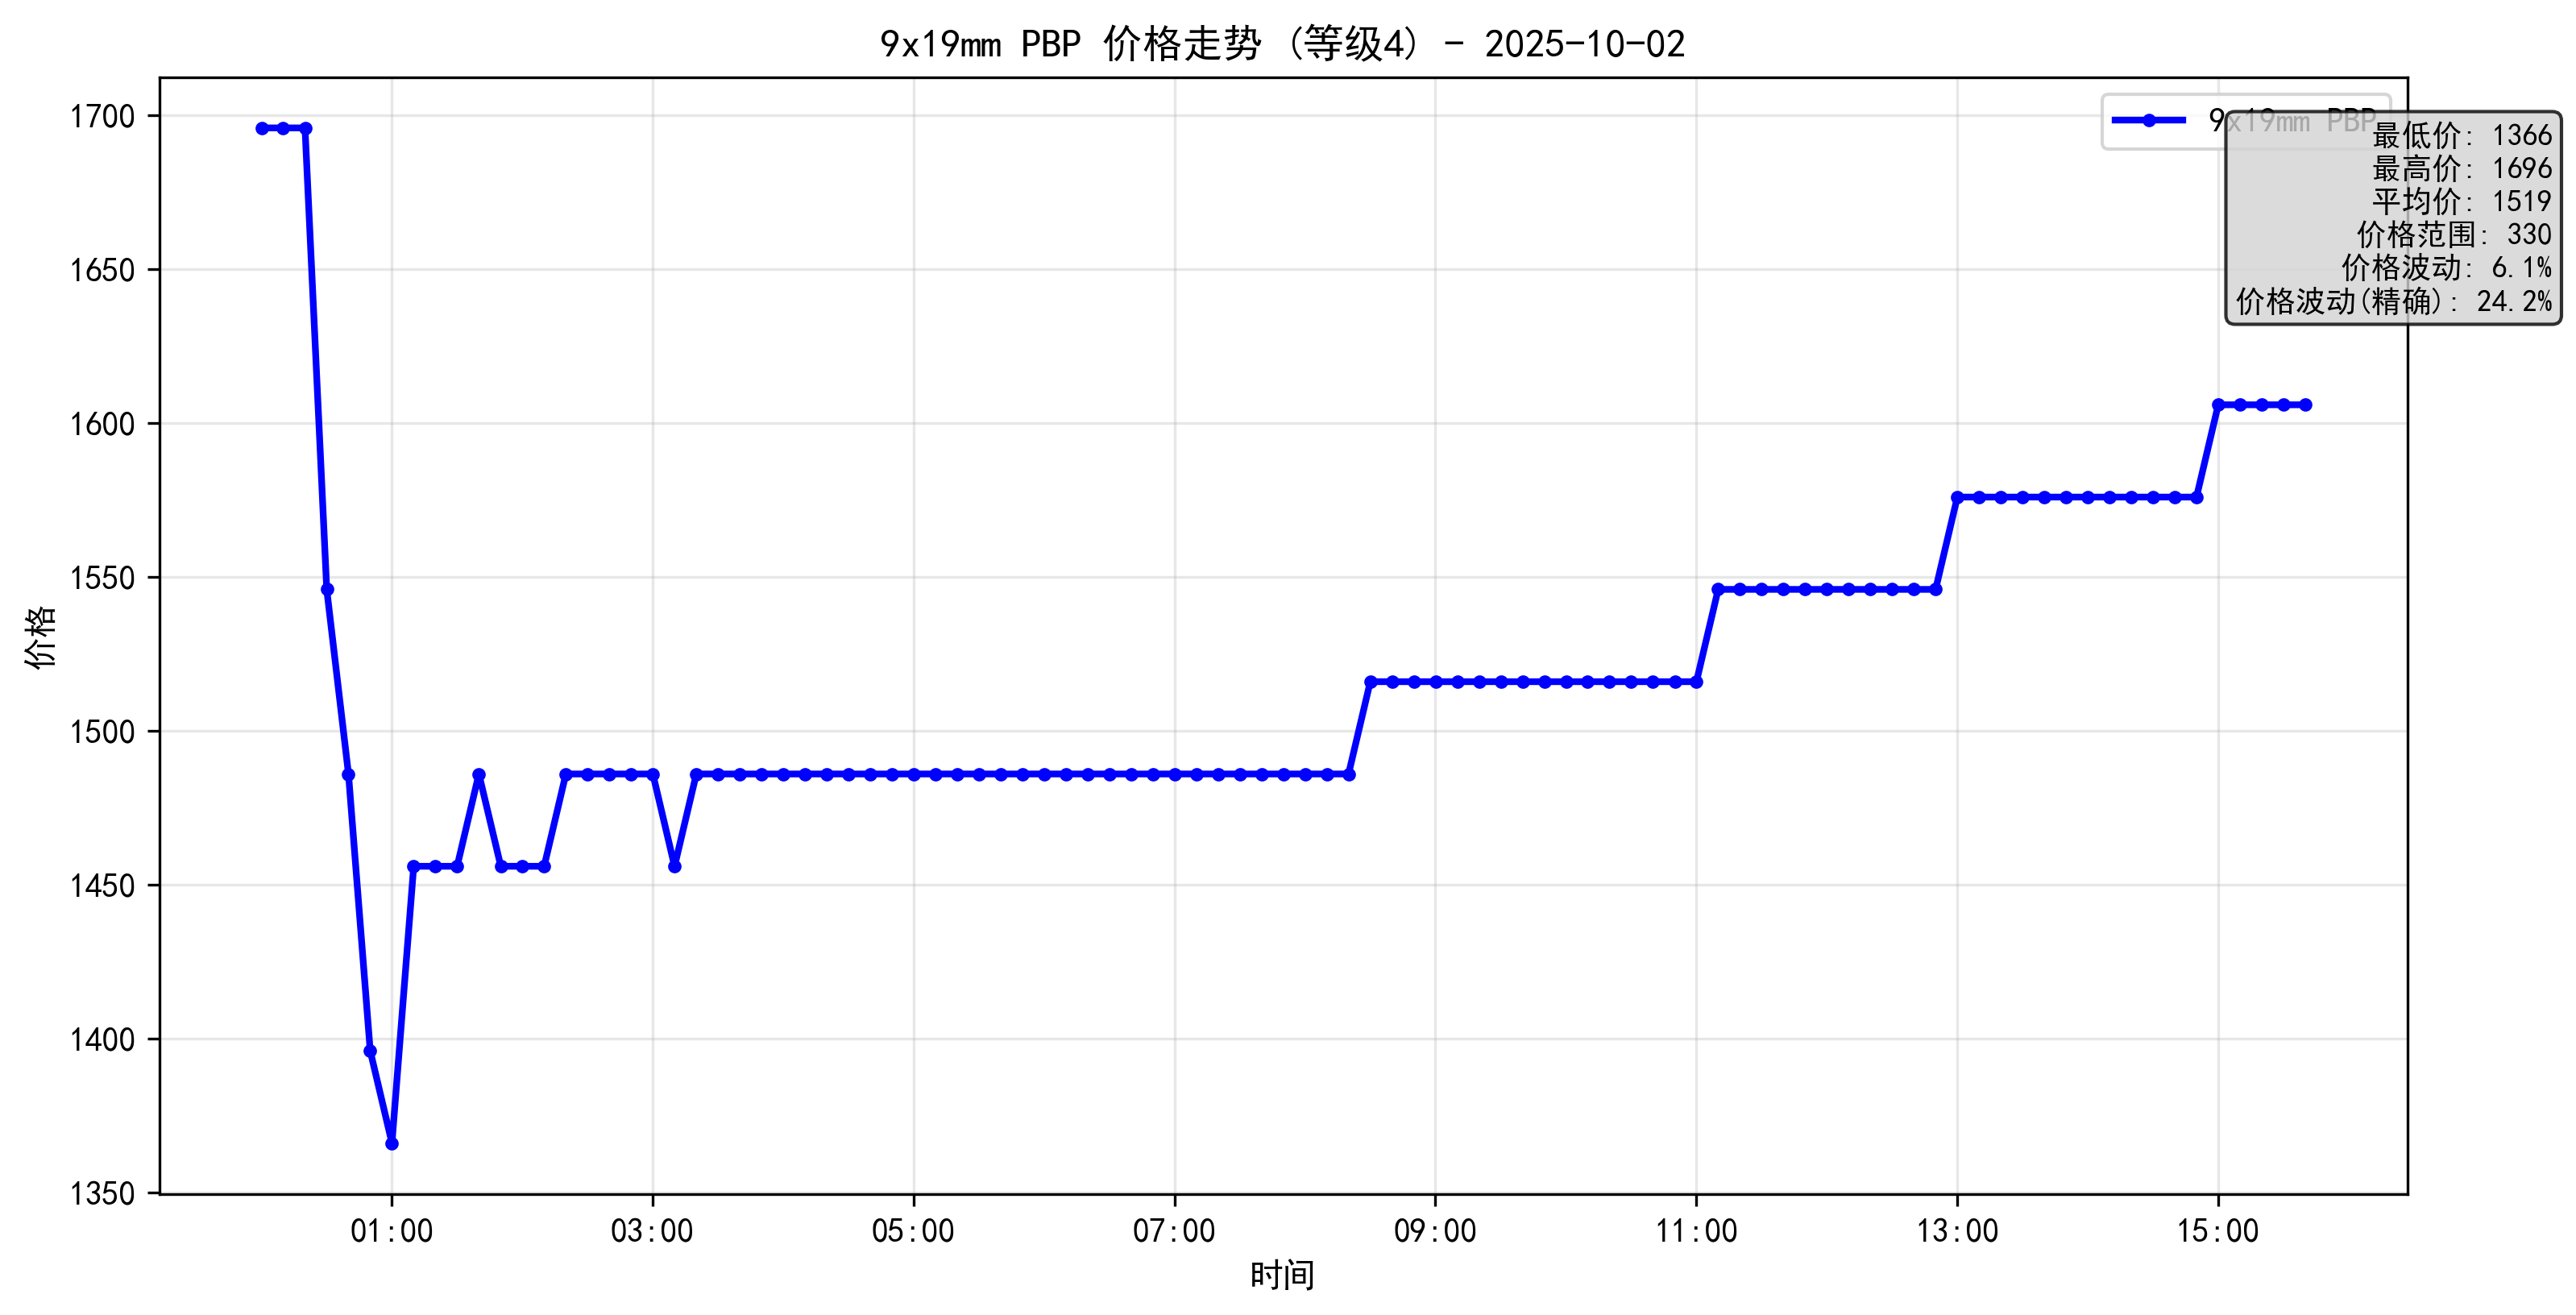 9x19mm PBP 价格走势 (等级4) - 2025-10-02
9x19mm PBP
最低价: 1366
最高价: 1696
平均价: 1519
价格范围: 330
价格波动: 6.1%
价格波动(精确): 24.2%
1700
1650
1600
1550
1500
1450
1400
1350
价格
01:00 03:00 05:00 07:00 09:00 11:00 13:00 15:00
时间